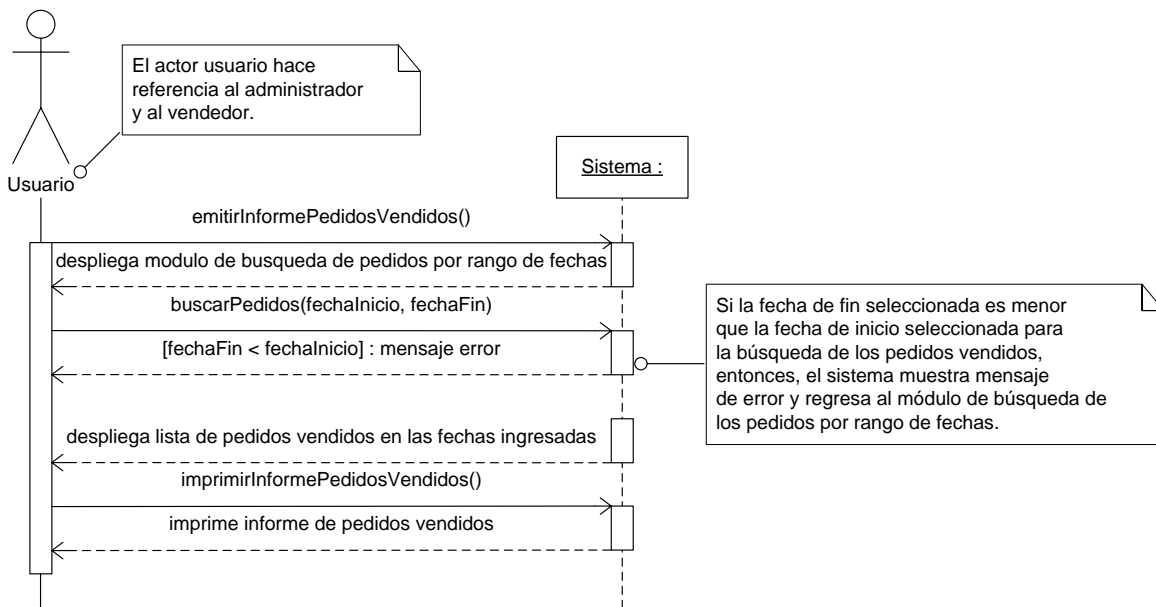 El actor usuario hace
referencia al administrador
y al vendedor.
Usuario
Sistema :
emitirInformePedidosVendidos()
despliega modulo de busqueda de pedidos por rango de fechas
buscarPedidos(fechaInicio, fechaFin)
[fechaFin < fechaInicio] : mensaje error
Si la fecha de fin seleccionada es menor
que la fecha de inicio seleccionada para
la búsqueda de los pedidos vendidos,
entonces, el sistema muestra mensaje
de error y regresa al módulo de búsqueda de
los pedidos por rango de fechas.
despliega lista de pedidos vendidos en las fechas ingresadas
imprimirInformePedidosVendidos()
imprime informe de pedidos vendidos